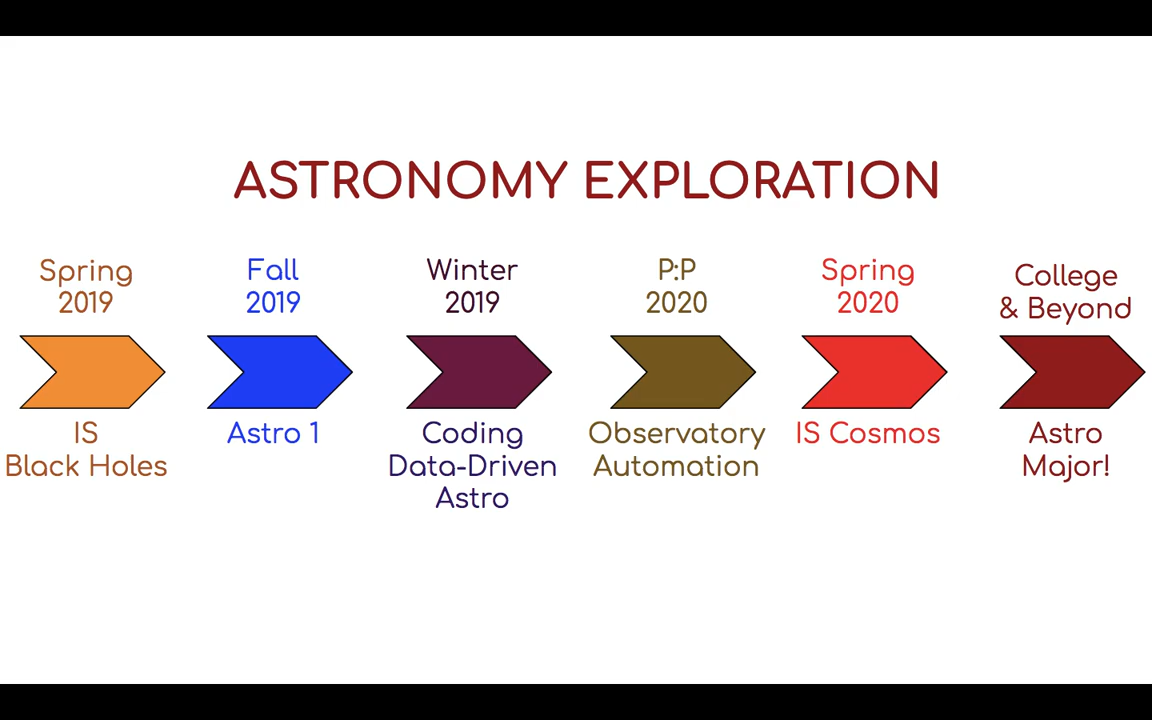 ASTRONOMY EXPLORATION
Spring
2019
Fall
2019
Winter
2019
P:P
2020
Spring
2020
College
& Beyond
IS
Black Holes
Astro 1
Coding
Data-Driven
Astro
Observatory
Automation
IS Cosmos
Astro
Major!